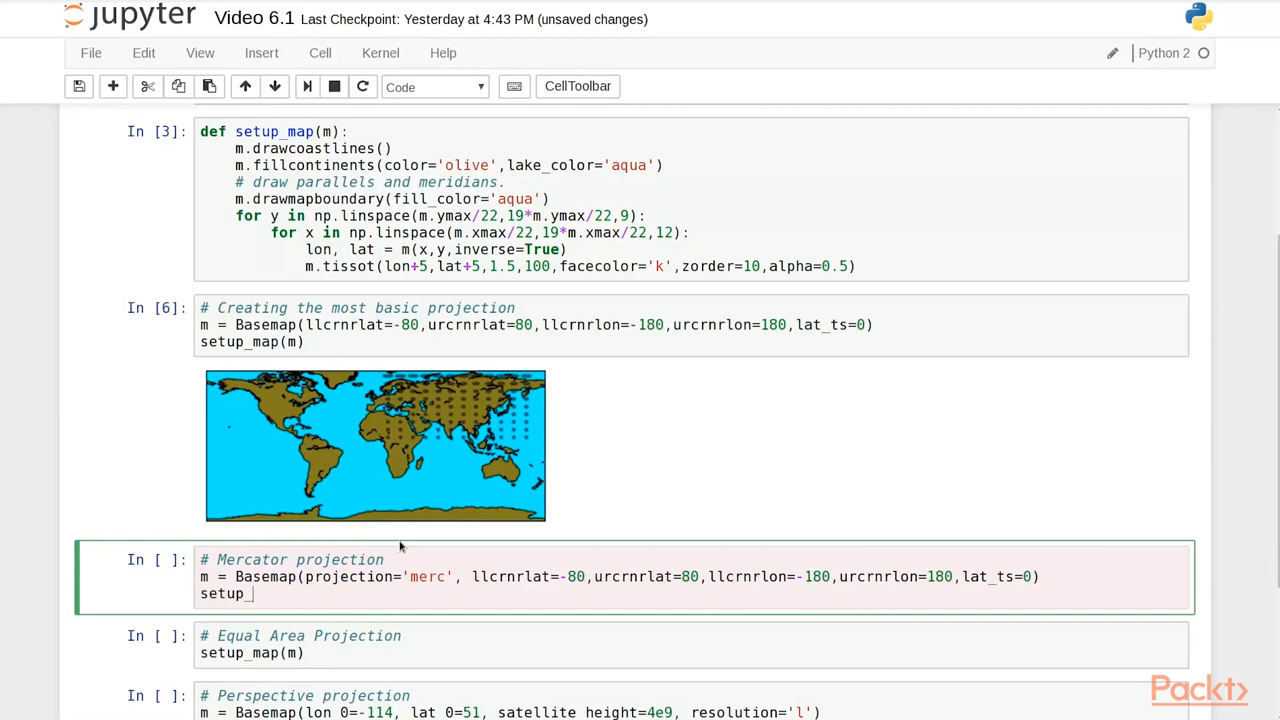 jupyter Video 6.1 Last Checkpoint: Yesterday at 4:43 PM (unsaved changes)
File Edit View Insert Cell Kernel Help Python 2
Code CellToolbar
In [3]: def setup_map(m):
m.drawcoastlines()
m.fillcontinents(color='olive',lake_color='aqua')
# draw parallels and meridians.
m.drawmapboundary(fill_color='aqua')
for y in np.linspace(m.ymax/22,19*m.ymax/22,9):
for x in np.linspace(m.xmax/22,19*m.xmax/22,12):
lon, lat = m(x,y,inverse=True)
m.tissot(lon+5,lat+5,1.5,100,facecolor='k',zorder=10,alpha=0.5)
In [6]: # Creating the most basic projection
m = Basemap(llcrnrlat=-80,urcrnrlat=80,llcrnrlon=-180,urcrnrlon=180,lat_ts=0)
setup_map(m)
In [ ]: # Mercator projection
m = Basemap(projection='merc', llcrnrlat=-80,urcrnrlat=80,llcrnrlon=-180,urcrnrlon=180,lat_ts=0)
setup_
In [ ]: # Equal Area Projection
setup_map(m)
In [ ]: # Perspective projection
m = Basemap(lon_0=-114, lat_0=51, satellite_height=4e9, resolution='l')
Packt>